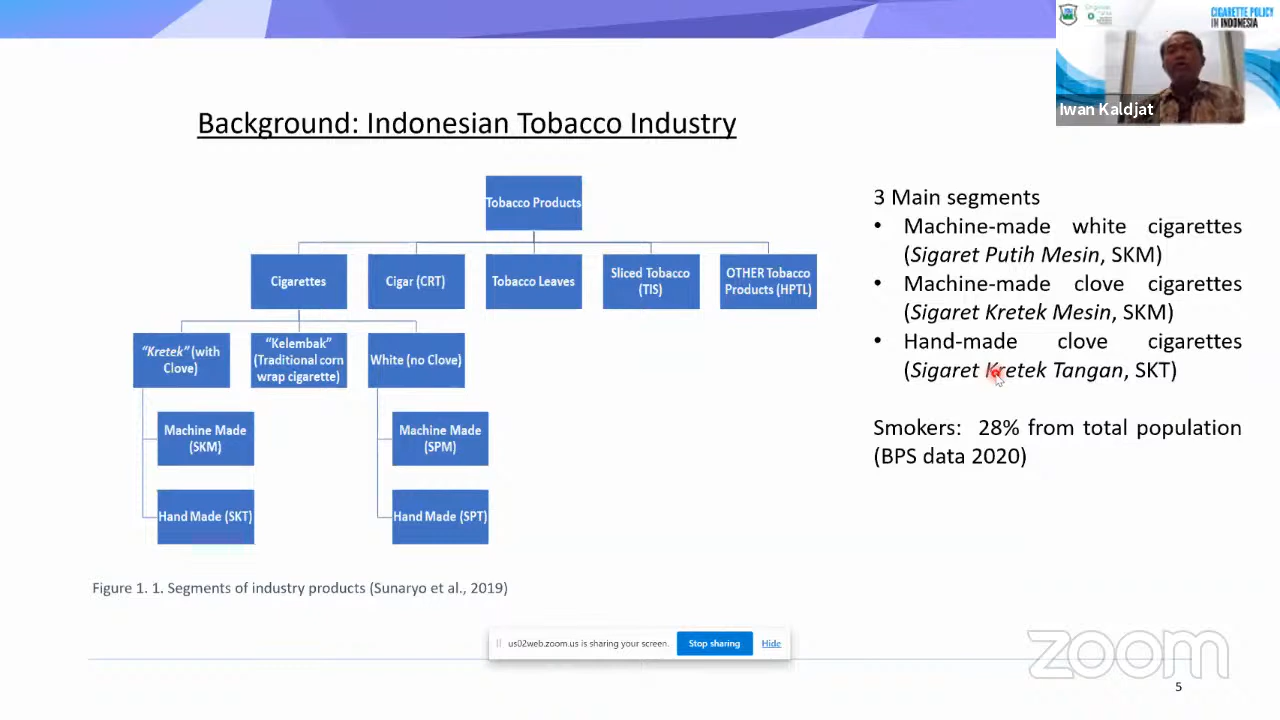 CIGARETTE POLICY
IN INDONESIA
Iwan Kaldjat
Background: Indonesian Tobacco Industry
Tobacco Products
Cigarettes
Cigar (CRT)
Tobacco Leaves
Sliced Tobacco
(TIS)
OTHER Tobacco
Products (HPTL)
“Kretek” (with
Clove)
“Kelembak”
(Traditional corn
wrap cigarette)
White (no Clove)
Machine Made
(SKM)
Machine Made
(SPM)
Hand Made (SKT)
Hand Made (SPT)
Figure 1. 1. Segments of industry products (Sunaryo et al., 2019)
3 Main segments
• Machine-made white cigarettes
(Sigaret Putih Mesin, SKM)
• Machine-made clove cigarettes
(Sigaret Kretek Mesin, SKM)
• Hand-made clove cigarettes
(Sigaret Kretek Tangan, SKT)
Smokers: 28% from total population
(BPS data 2020)
us02web.zoom.us is sharing your screen.
Stop sharing
Hide
zoom
5